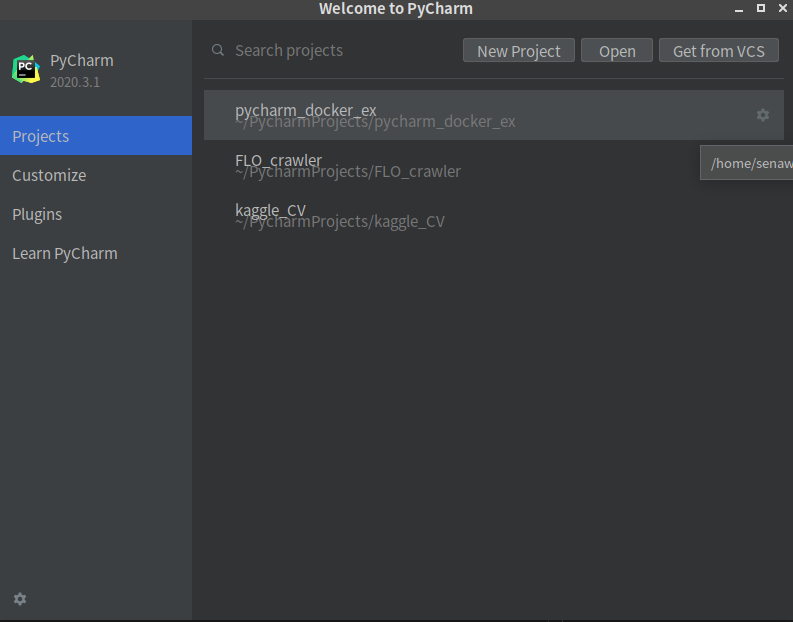 Welcome to PyCharm
PC
PyCharm
2020.3.1
Search projects
New Project
Open
Get from VCS
Projects
Customize
Plugins
Learn PyCharm
pycharm_docker_ex
~/PycharmProjects/pycharm_docker_ex
/home/senaw
FLO_crawler
~/PycharmProjects/FLO_crawler
kaggle_CV
~/PycharmProjects/kaggle_CV